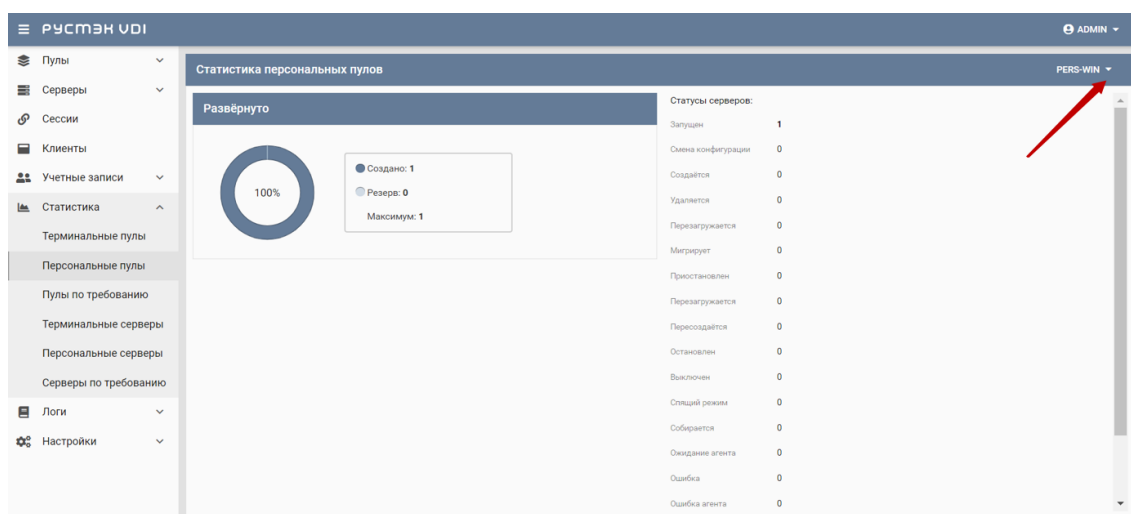 РУСТЭК VDI
ADMIN
Пулы
Серверы
Сессии
Клиенты
Учетные записи
Статистика
Терминальные пулы
Персональные пулы
Пулы по требованию
Терминальные серверы
Персональные серверы
Серверы по требованию
Логи
Настройки
Статистика персональных пулов
PERS-WIN
Развёрнуто
100%
Создано: 1
Резерв: 0
Максимум: 1
Статусы серверов:
Запущен 1
Смена конфигурации 0
Создаётся 0
Удаляется 0
Перезагружается 0
Мигрирует 0
Приостановлен 0
Перезагружается 0
Пересоздаётся 0
Остановлен 0
Выключен 0
Спящий режим 0
Собирается 0
Ожидание агента 0
Ошибка 0
Ошибка агента 0